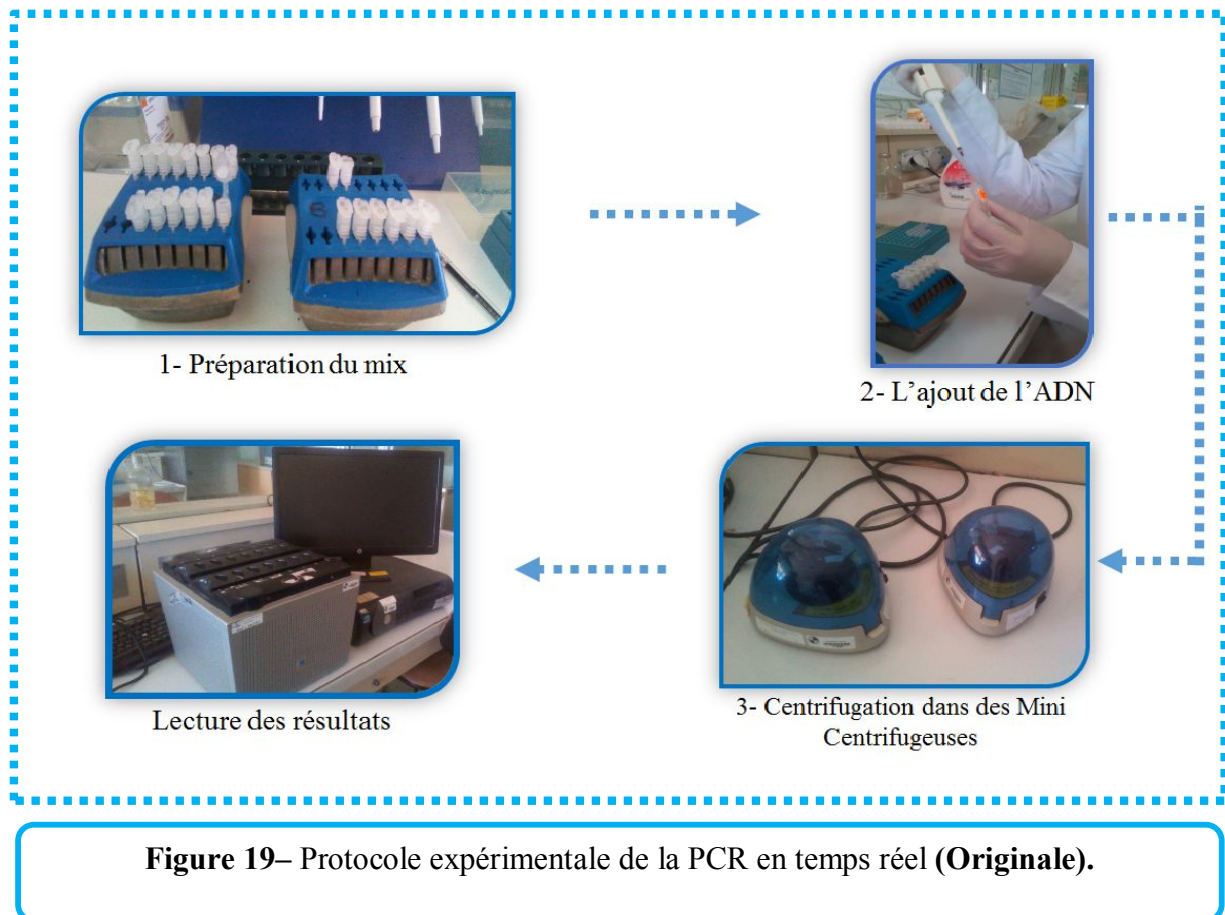 1- Préparation du mix
2- L’ajout de l’ADN
3- Centrifugation dans des Mini
Centrifugeuses
Lecture des résultats
Figure 19– Protocole expérimentale de la PCR en temps réel (Originale).